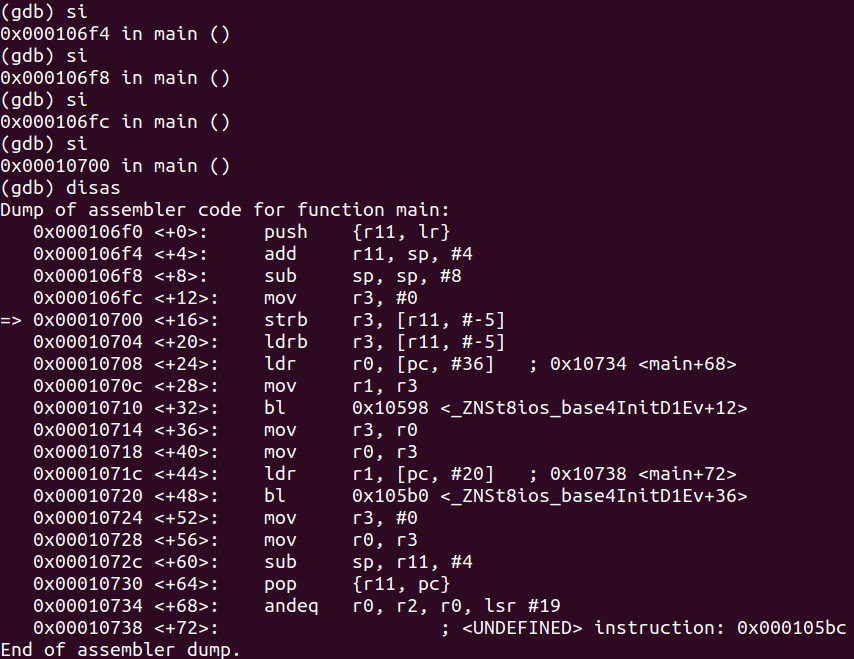 (gdb) si
0x000106f4 in main ()
(gdb) si
0x000106f8 in main ()
(gdb) si
0x000106fc in main ()
(gdb) si
0x00010700 in main ()
(gdb) disas
Dump of assembler code for function main:
   0x000106f0 <+0>:     push    {r11, lr}
   0x000106f4 <+4>:     add     r11, sp, #4
   0x000106f8 <+8>:     sub     sp, sp, #8
   0x000106fc <+12>:    mov     r3, #0
=> 0x00010700 <+16>:    strb    r3, [r11, #-5]
   0x00010704 <+20>:    ldrb    r3, [r11, #-5]
   0x00010708 <+24>:    ldr     r0, [pc, #36]   ; 0x10734 <main+68>
   0x0001070c <+28>:    mov     r1, r3
   0x00010710 <+32>:    bl      0x10598 <_ZNSt8ios_base4InitD1Ev+12>
   0x00010714 <+36>:    mov     r3, r0
   0x00010718 <+40>:    mov     r0, r3
   0x0001071c <+44>:    ldr     r1, [pc, #20]   ; 0x10738 <main+72>
   0x00010720 <+48>:    bl      0x105b0 <_ZNSt8ios_base4InitD1Ev+36>
   0x00010724 <+52>:    mov     r3, #0
   0x00010728 <+56>:    mov     r0, r3
   0x0001072c <+60>:    sub     sp, r11, #4
   0x00010730 <+64>:    pop     {r11, pc}
   0x00010734 <+68>:    andeq   r0, r2, r0, lsr #19
   0x00010738 <+72>:                    ; <UNDEFINED> instruction: 0x000105bc
End of assembler dump.